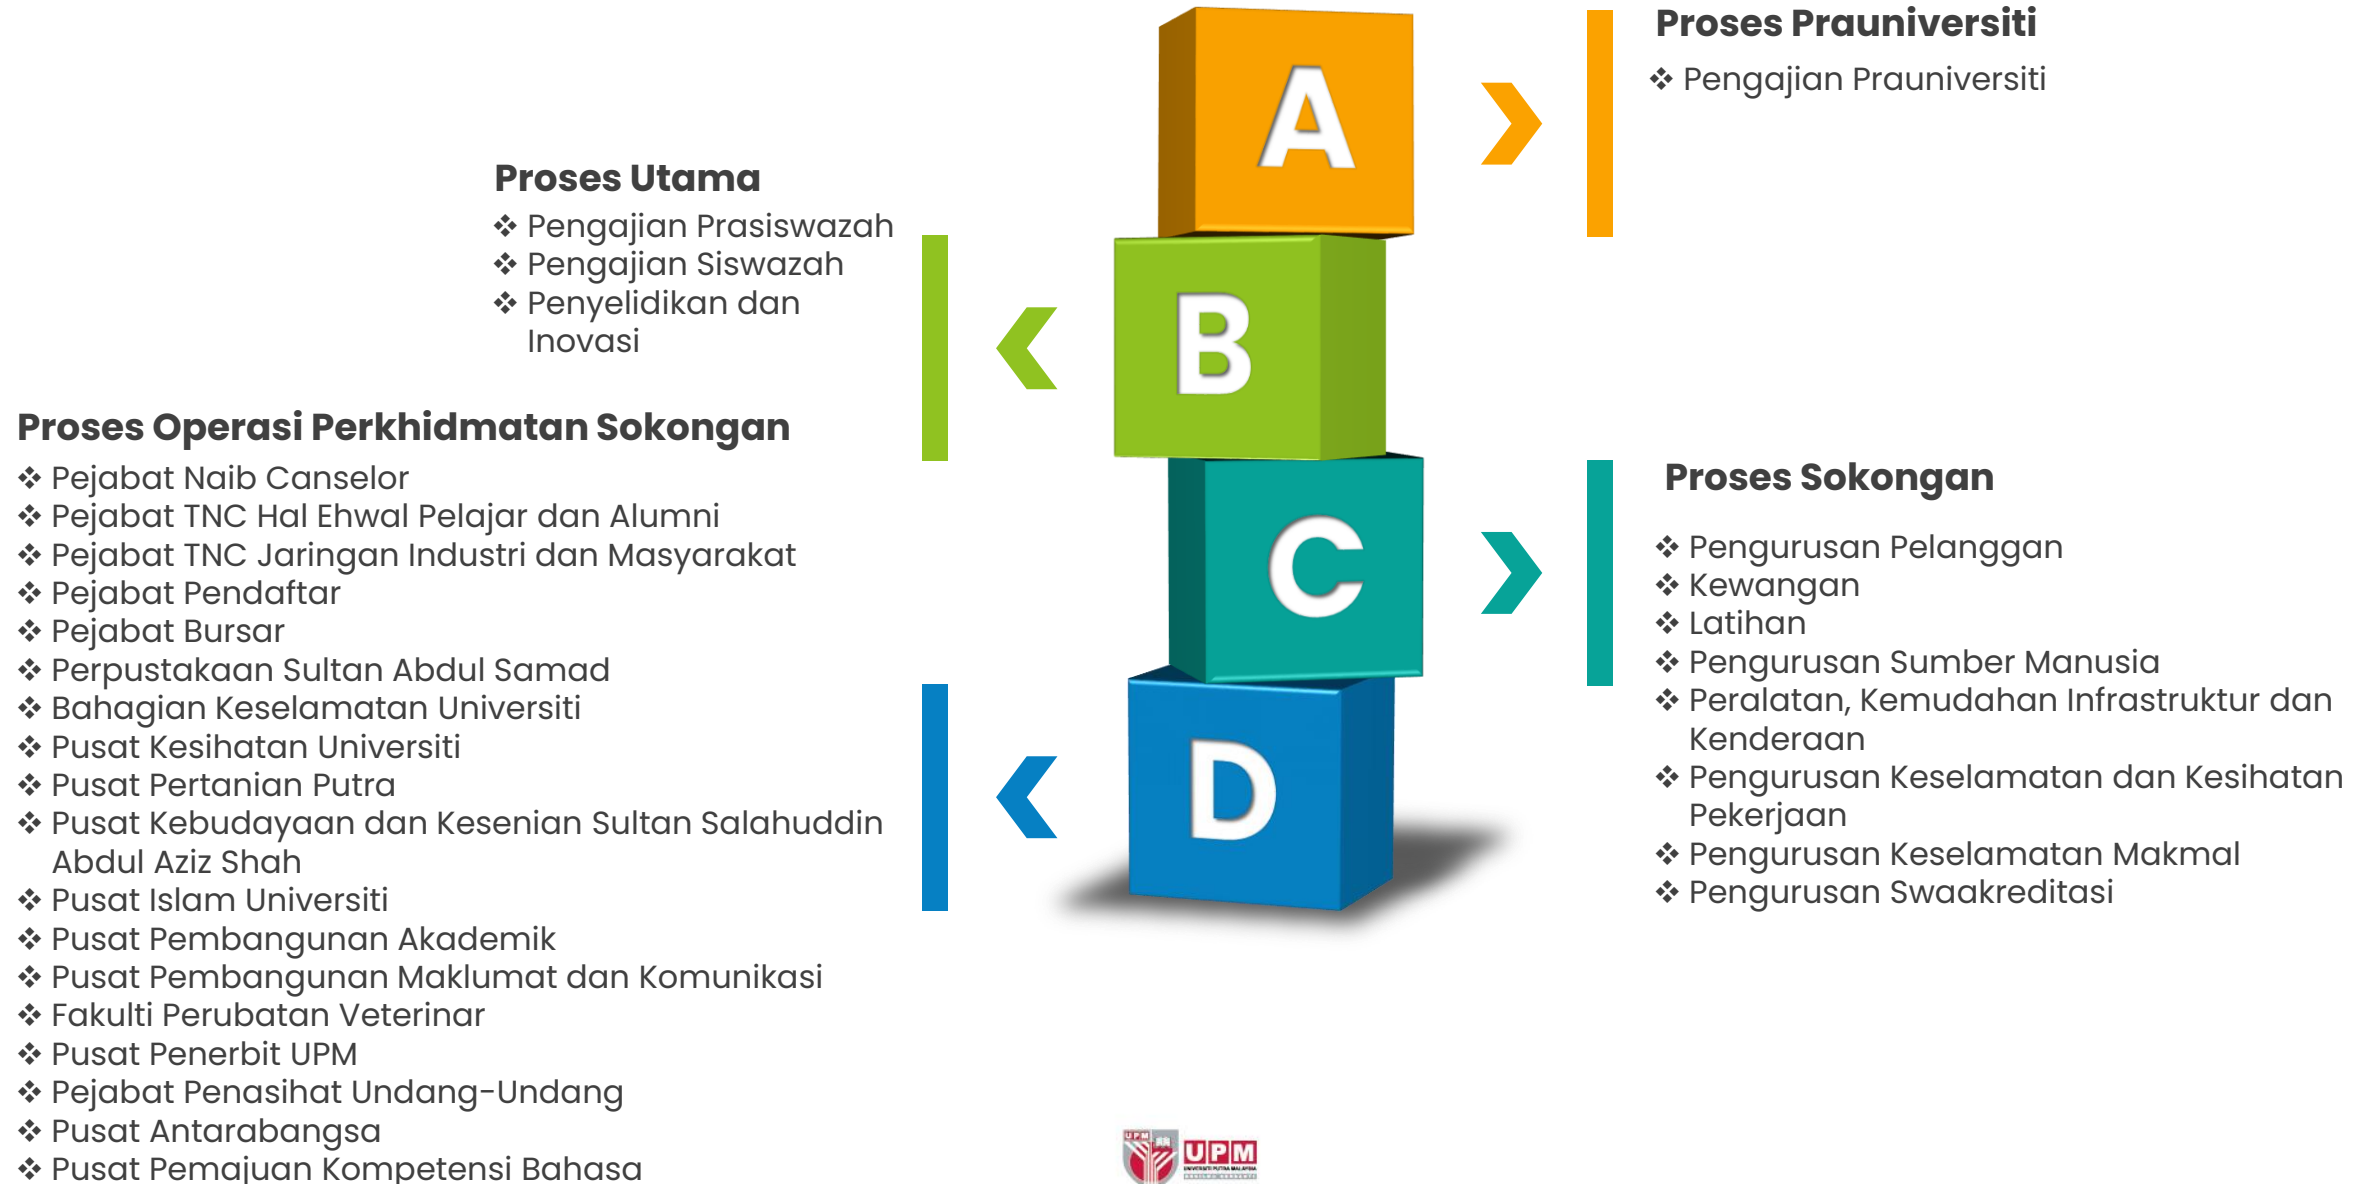 A
Proses Prauniversiti
❖ Pengajian Prauniversiti
Proses Utama
❖ Pengajian Prasiswazah
❖ Pengajian Siswazah
❖ Penyelidikan dan
Inovasi
B
Proses Operasi Perkhidmatan Sokongan
❖ Pejabat Naib Canselor
❖ Pejabat TNC Hal Ehwal Pelajar dan Alumni
❖ Pejabat TNC Jaringan Industri dan Masyarakat
❖ Pejabat Pendaftar
❖ Pejabat Bursar
❖ Perpustakaan Sultan Abdul Samad
❖ Bahagian Keselamatan Universiti
❖ Pusat Kesihatan Universiti
❖ Pusat Pertanian Putra
❖ Pusat Kebudayaan dan Kesenian Sultan Salahuddin
Abdul Aziz Shah
❖ Pusat Islam Universiti
❖ Pusat Pembangunan Akademik
❖ Pusat Pembangunan Maklumat dan Komunikasi
❖ Fakulti Perubatan Veterinar
❖ Pusat Penerbit UPM
❖ Pejabat Penasihat Undang-Undang
❖ Pusat Antarabangsa
❖ Pusat Pemajuan Kompetensi Bahasa
C
Proses Sokongan
❖ Pengurusan Pelanggan
❖ Kewangan
❖ Latihan
❖ Pengurusan Sumber Manusia
❖ Peralatan, Kemudahan Infrastruktur dan
Kenderaan
❖ Pengurusan Keselamatan dan Kesihatan
Pekerjaan
❖ Pengurusan Keselamatan Makmal
❖ Pengurusan Swaakreditasi
D
UPM
UPM
UNIVERSITI PUTRA MALAYSIA